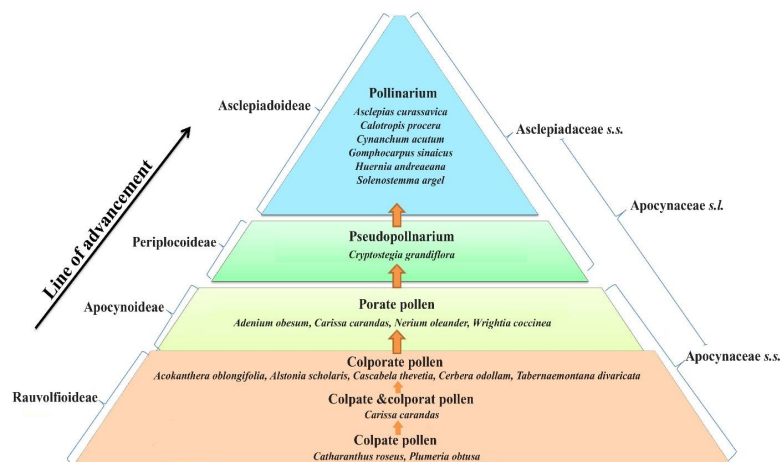 Pollinarium
Asclepias curassavica
Calotropis procera
Cynanchum acutum
Gomphocarpus sinaicus
Huernia andreaeana
Solenostemma argel
Asclepiadoideae
Asclepiadaceae s.s.
Line of advancement
Apocynaceae s.l.
Periplocoideae
Pseudopollnarium
Cryptostegia grandiflora
Apocynoideae
Porate pollen
Adenium obesum, Carissa carandas, Nerium oleander, Wrightia coccinea
Apocynaceae s.s.
Rauvolfioideae
Colporate pollen
Acokanthera oblongifolia, Alstonia scholaris, Cascabela thevetia, Cerbera odollam, Tabernaemontana divaricata
Colpate &colporat pollen
Carissa carandas
Colpate pollen
Catharanthus roseus, Plumeria obtusa